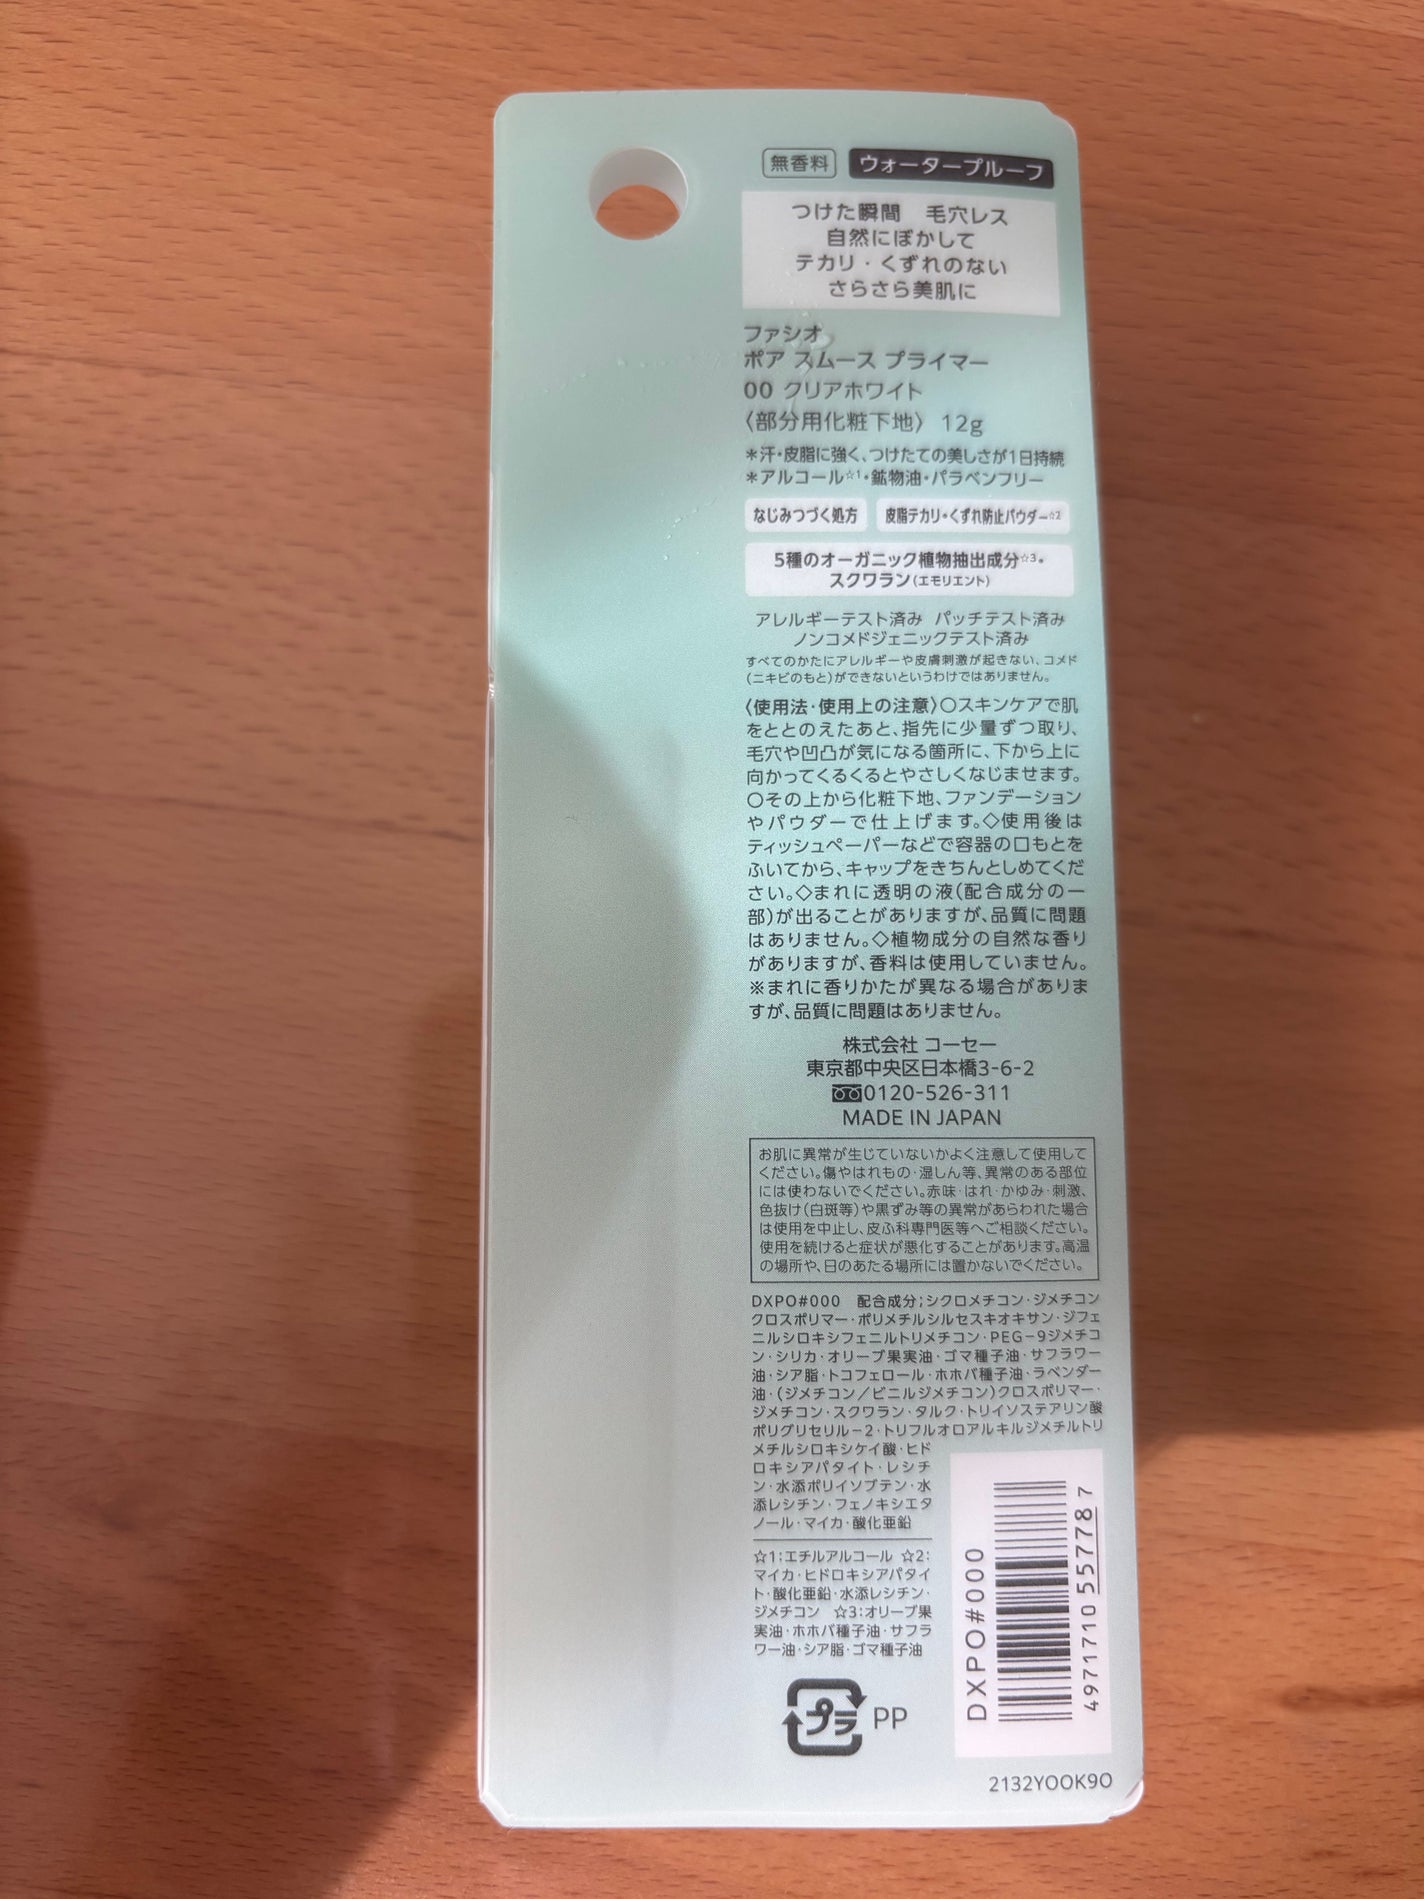 無香料 ウォータープルーフ
つけた瞬間 毛穴レス
自然にぼかして
テカリ・くずれのない
さらさら美肌に
ファシオ
ポア スムース プライマー
00 クリアホワイト
〈部分用化粧下地〉 12g
*汗・皮脂に強く、つけたての美しさが1日持続
*アルコール☆1・鉱物油・パラベンフリー
なじみつづく処方 皮脂テカリ・くずれ防止パウダー☆2
5種のオーガニック植物抽出成分☆3・
スクワラン(エモリエント)
アレルギーテスト済み パッチテスト済み
ノンコメドジェニックテスト済み
すべてのかたにアレルギーや皮膚刺激が起きない、コメド
(ニキビのもと)ができないというわけではありません。
〈使用法・使用上の注意〉○スキンケアで肌
をととのえたあと、指先に少量ずつ取り、
毛穴や凹凸が気になる箇所に、下から上に
向かってくるくるとやさしくなじませます。
○その上から化粧下地、ファンデーション
やパウダーで仕上げます。◇使用後は
ティッシュペーパーなどで容器の口もとを
ふいてから、キャップをきちんとしめてくだ
さい。◇まれに透明の液(配合成分の一
部)が出ることがありますが、品質に問題
はありません。◇植物成分の自然な香り
がありますが、香料は使用していません。
※まれに香りかたが異なる場合がありま
すが、品質に問題はありません。
株式会社 コーセー
東京都中央区日本橋3-6-2
0120-526-311
MADE IN JAPAN
お肌に異常が生じていないかよく注意して使用して
ください。傷やはれもの・湿しん等、異常のある部位
には使わないでください。赤味・はれ・かゆみ・刺激、
色抜け(白斑等)や黒ずみ等の異常があらわれた場合
は使用を中止し、皮ふ科専門医等へご相談ください。
使用を続けると症状が悪化することがあります。高温
の場所や、日のあたる場所には置かないでください。
DXPO#000 配合成分;シクロメチコン・ジメチコン
クロスポリマー・ポリメチルシルセスキオキサン・ジフェ
ニルシロキシフェニルトリメチコン・PEG-9ジメチコ
ン・シリカ・オリーブ果実油・ゴマ種子油・サフラワー
油・シア脂・トコフェロール・ホホバ種子油・ラベンダー
油・(ジメチコン/ビニルジメチコン)クロスポリマー・
ジメチコン・スクワラン・タルク・トリイソステアリン酸
ポリグリセリル-2・トリフルオロアルキルジメチルトリ
メチルシロキシケイ酸・ヒド
ロキシアパタイト・レシチ
ン・水添ポリイソブテン・水
添レシチン・フェノキシエタ
ノール・マイカ・酸化亜鉛
☆1:エチルアルコール ☆2:
マイカ・ヒドロキシアパタイ
ト・酸化亜鉛・水添レシチン・
ジメチコン ☆3:オリーブ果
実油・ホホバ種子油・サフラ
ワー油・シア脂・ゴマ種子油
プラ PP
DXPO#000
4971710 557787
2132YOOK9O